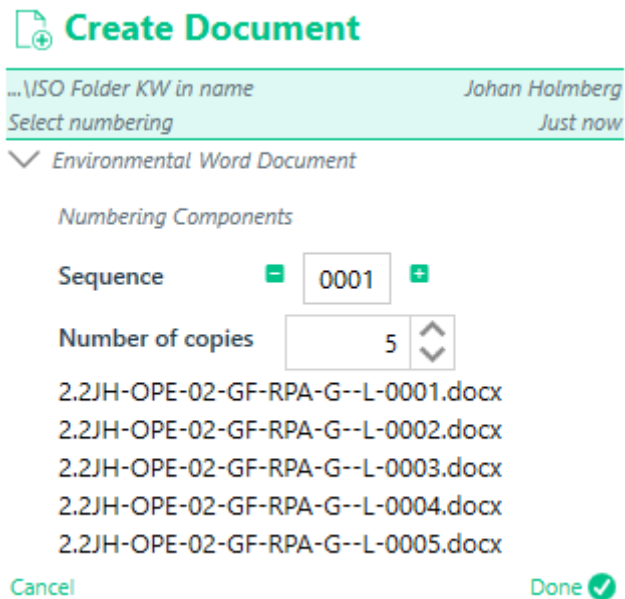 Create Document
...\ISO Folder KW in name Johan Holmberg
Select numbering Just now
Environmental Word Document
Numbering Components
Sequence 0001
Number of copies 5
2.2JH-OPE-02-GF-RPA-G--L-0001.docx
2.2JH-OPE-02-GF-RPA-G--L-0002.docx
2.2JH-OPE-02-GF-RPA-G--L-0003.docx
2.2JH-OPE-02-GF-RPA-G--L-0004.docx
2.2JH-OPE-02-GF-RPA-G--L-0005.docx
Cancel Done